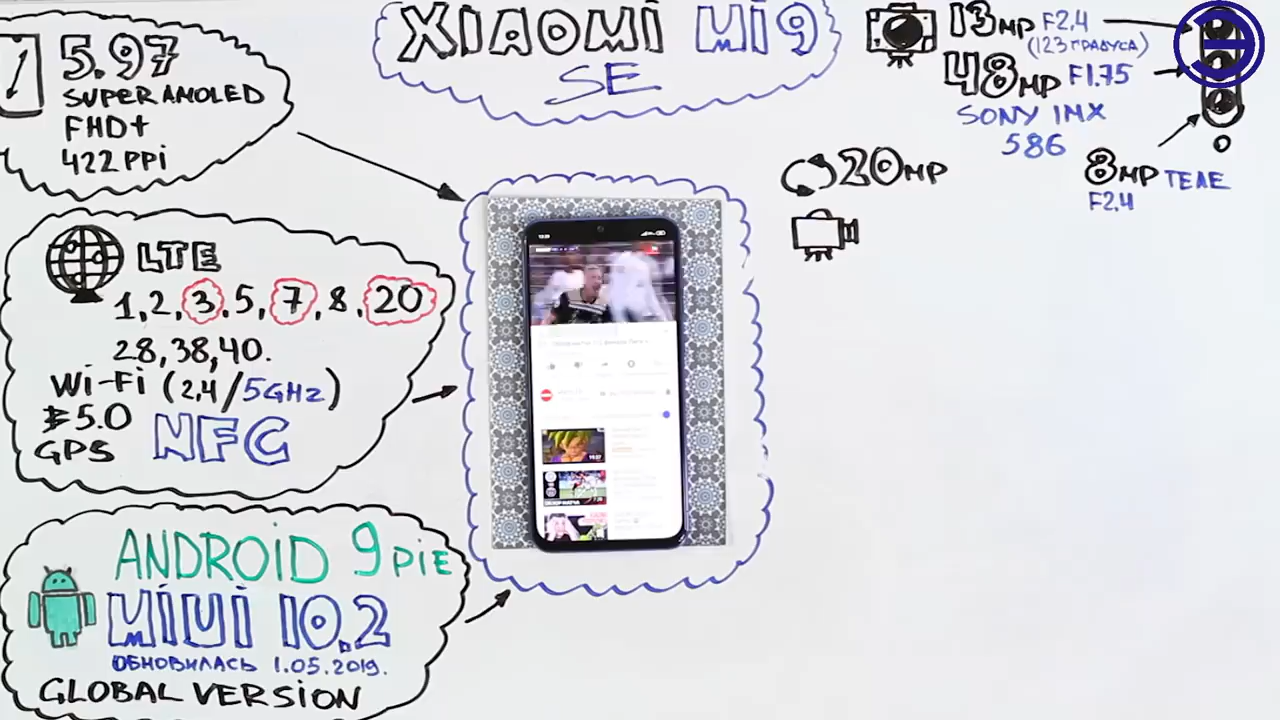 XIAOMI Mi9
SE
5.97
SUPER AMOLED
FHD+
422 PPi
LTE
1,2,3,5,7,8,20
28,38,40.
Wi-Fi (2,4/5GHz)
5.0
GPS NFC
ANDROID 9 PiE
MIUI 10.2
ОБНОВИЛАСЬ 1.05.2019.
GLOBAL VERSION
13MP F2,4
(123 ГРАДУСА)
48MP F1.75
SONY IMX
586
8MP ТЕЛЕ
F2.4
20MP